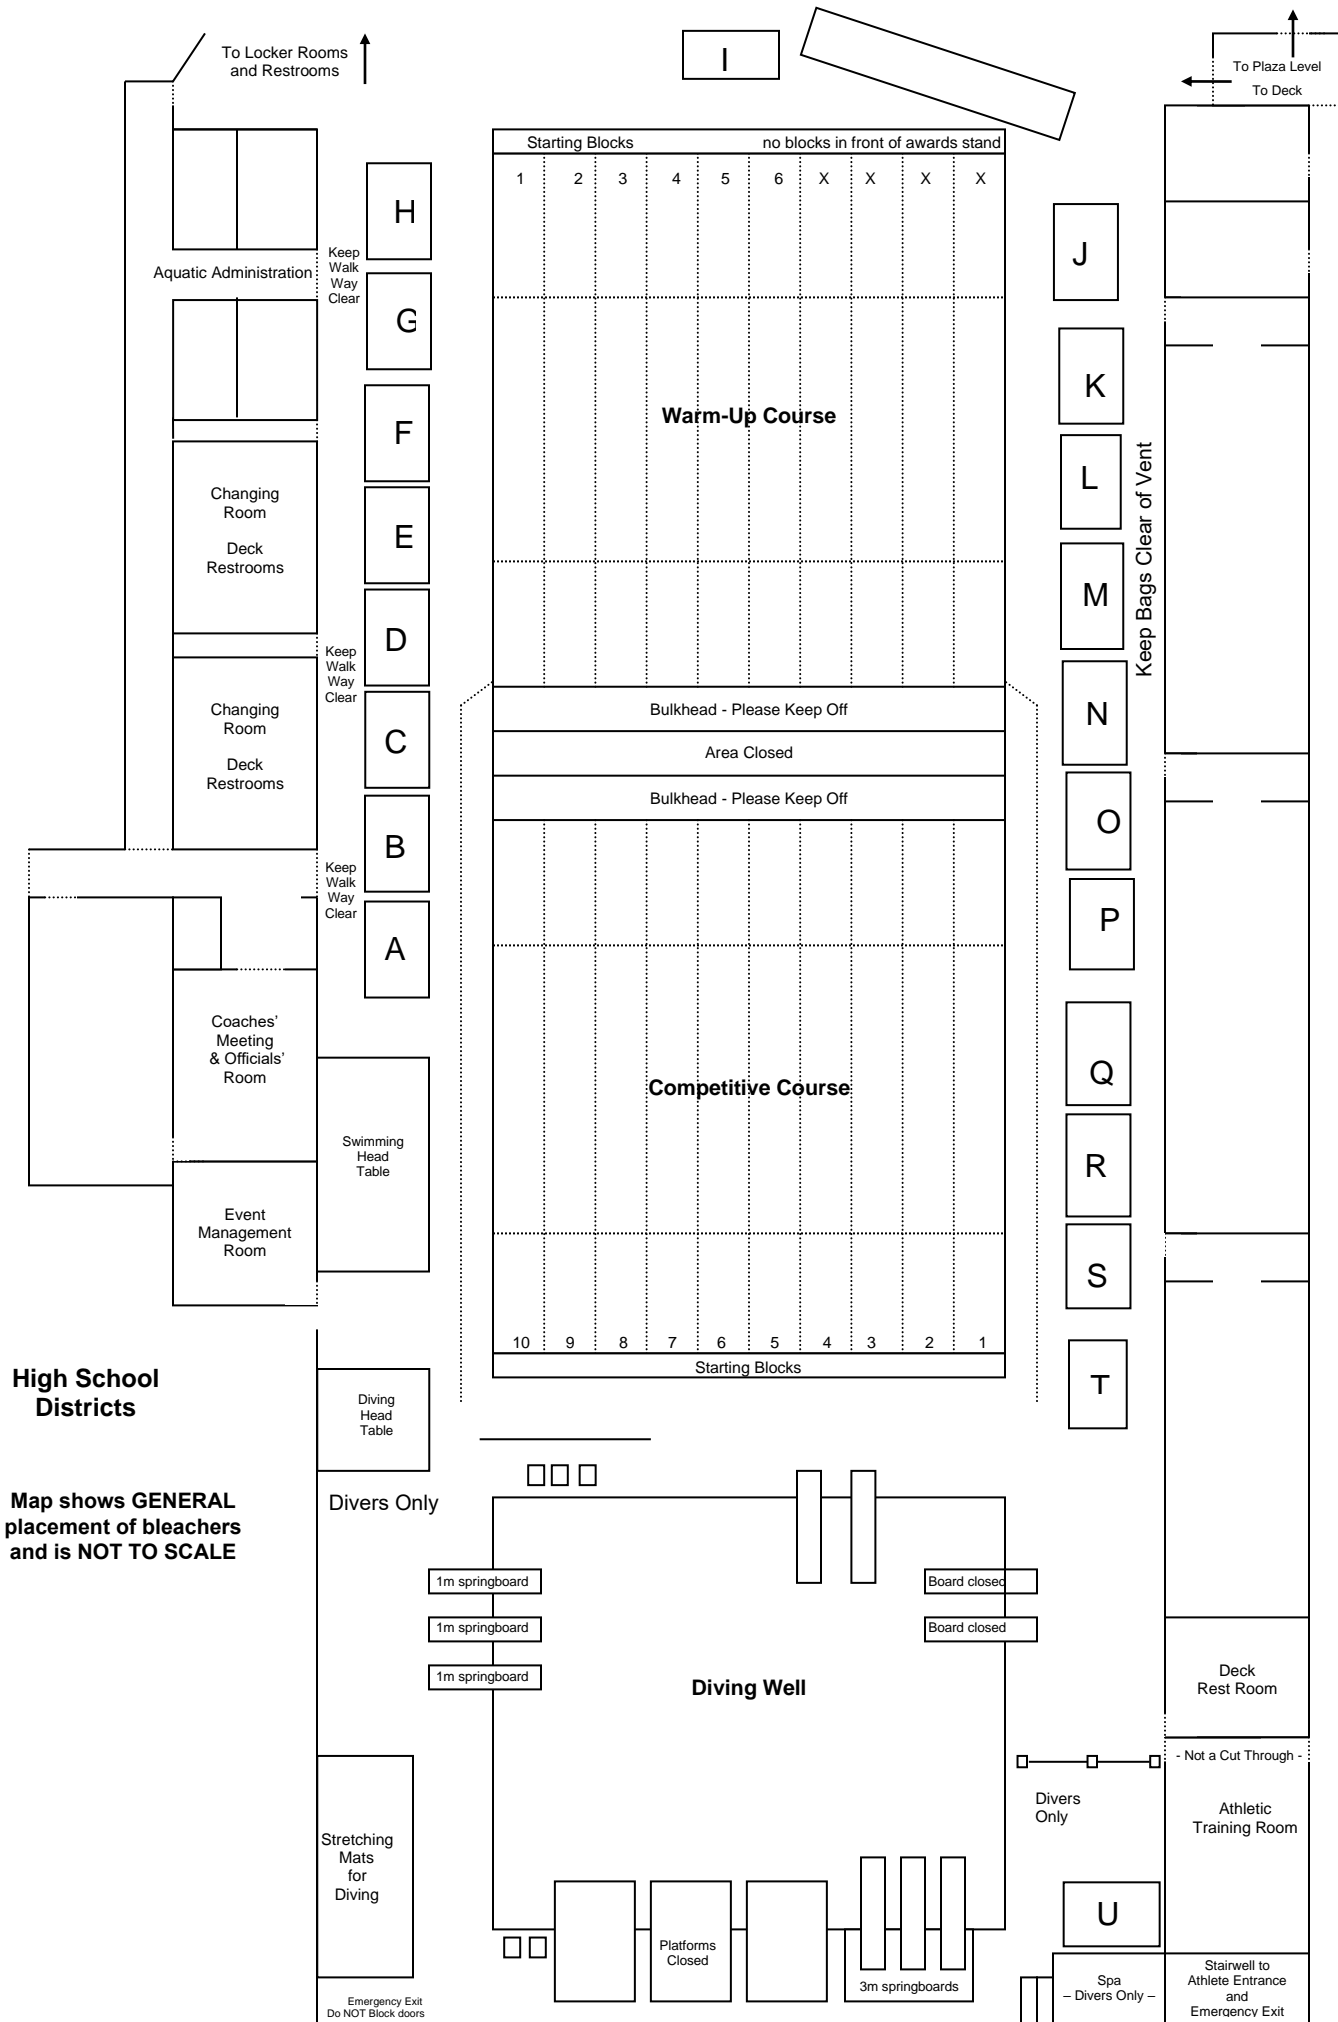 To Locker Rooms
and Restrooms
I
To Plaza Level
To Deck
Starting Blocks
no blocks in front of awards stand
1 2 3 4 5 6 X X X X
H
J
Keep
Walk
Way
Clear
Aquatic Administration
G
K
F
Warm-Up Course
L
Keep Bags Clear of Vent
Changing
Room
Deck
Restrooms
E
M
D
Keep
Walk
Way
Clear
N
Changing
Room
Deck
Restrooms
C
Bulkhead - Please Keep Off
Area Closed
Bulkhead - Please Keep Off
O
B
Keep
Walk
Way
Clear
P
A
Coaches'
Meeting
& Officials'
Room
Q
Competitive Course
Swimming
Head
Table
R
Event
Management
Room
S
10 9 8 7 6 5 4 3 2 1
Starting Blocks
T
High School
Districts
Diving
Head
Table
Map shows GENERAL
placement of bleachers
and is NOT TO SCALE
Divers Only
1m springboard
Board closed
1m springboard
Board closed
1m springboard
Diving Well
Deck
Rest Room
- Not a Cut Through -
Divers
Only
Athletic
Training Room
Stretching
Mats
for
Diving
U
Platforms
Closed
3m springboards
Spa
– Divers Only –
Stairwell to
Athlete Entrance
and
Emergency Exit
Emergency Exit
Do NOT Block doors